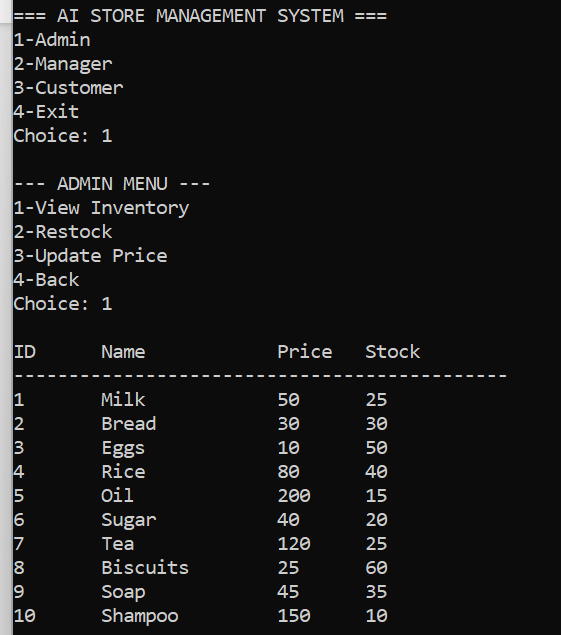 === AI STORE MANAGEMENT SYSTEM ===
1-Admin
2-Manager
3-Customer
4-Exit
Choice: 1

--- ADMIN MENU ---
1-View Inventory
2-Restock
3-Update Price
4-Back
Choice: 1

ID      Name            Price   Stock
---------------------------------------------
1       Milk            50      25
2       Bread           30      30
3       Eggs            10      50
4       Rice            80      40
5       Oil             200     15
6       Sugar           40      20
7       Tea             120     25
8       Biscuits        25      60
9       Soap            45      35
10      Shampoo         150     10